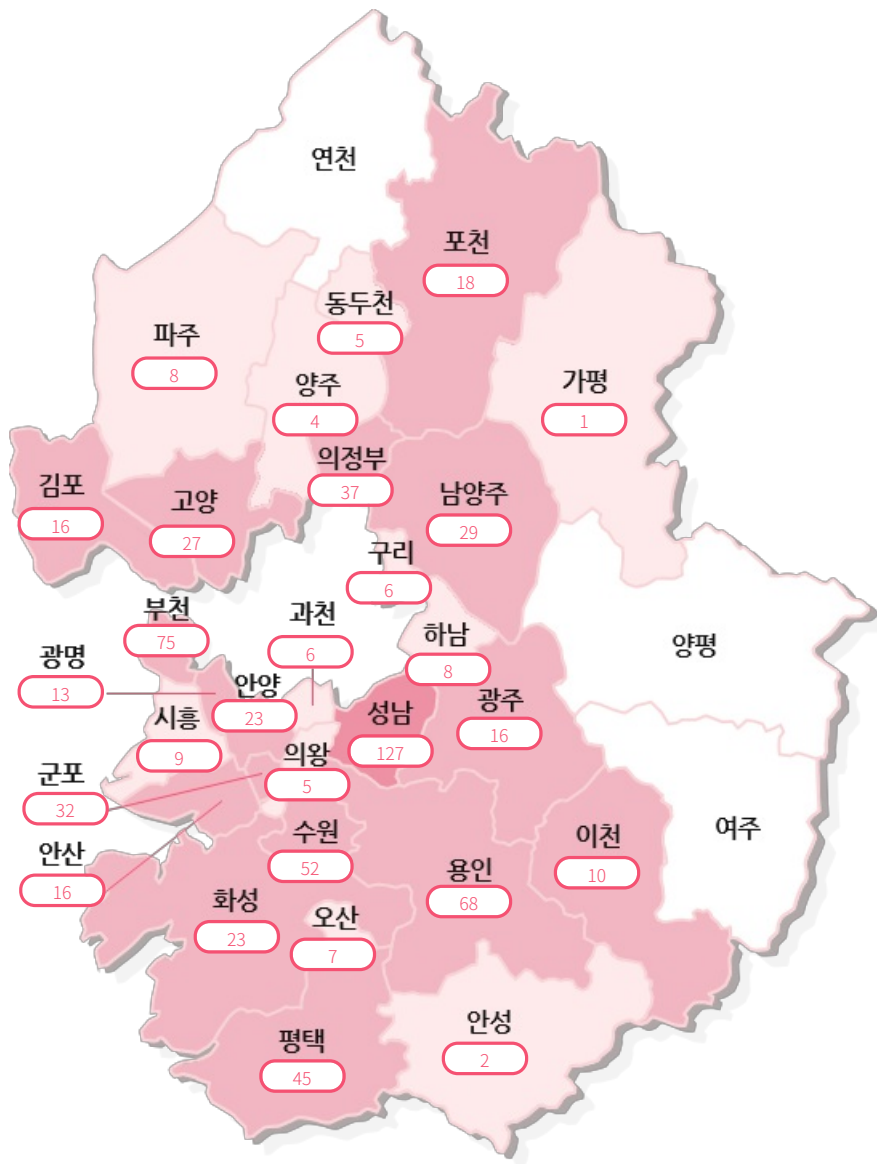 연천
포천
18
동두천
5
파주
8
양주
4
가평
1
의정부
37
김포
16
고양
27
남양주
29
구리
6
부천
75
과천
6
하남
8
양평
광명
13
안양
23
성남
127
광주
16
시흥
9
의왕
5
군포
32
수원
52
여주
이천
10
안산
16
용인
68
화성
23
오산
7
안성
2
평택
45